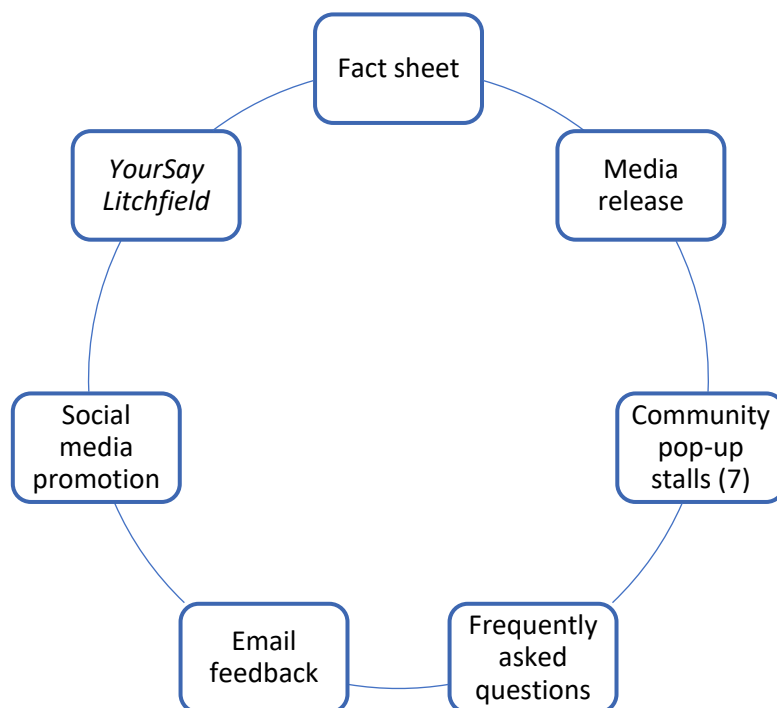 Fact sheet
Media
release
Community
pop-up
stalls (7)
Frequently
asked
questions
Email
feedback
Social
media
promotion
YourSay
Litchfield